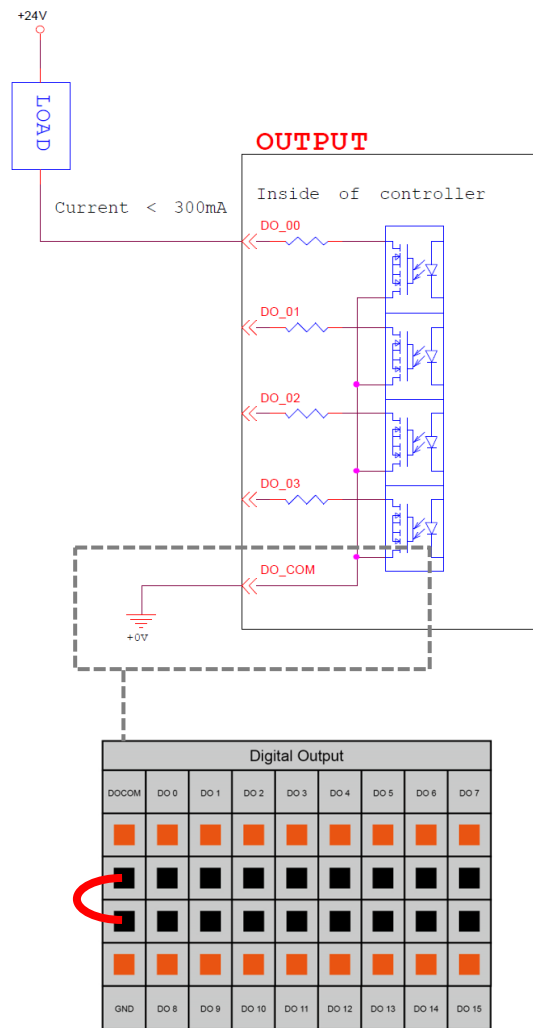 +24V
LOAD
OUTPUT
Inside of controller
Current < 300mA
DO_00
DO_01
DO_02
DO_03
DO_COM
+0V
Digital Output
DOCOM DO 0 DO 1 DO 2 DO 3 DO 4 DO 5 DO 6 DO 7
GND DO 8 DO 9 DO 10 DO 11 DO 12 DO 13 DO 14 DO 15